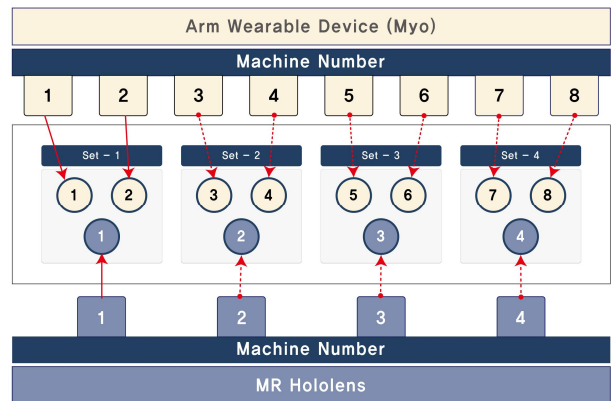 Arm Wearable Device (Myo)
Machine Number
1 2 3 4 5 6 7 8
Set – 1 Set – 2 Set – 3 Set – 4
1 2 3 4 5 6 7 8
1 2 3 4
1 2 3 4
Machine Number
MR Hololens